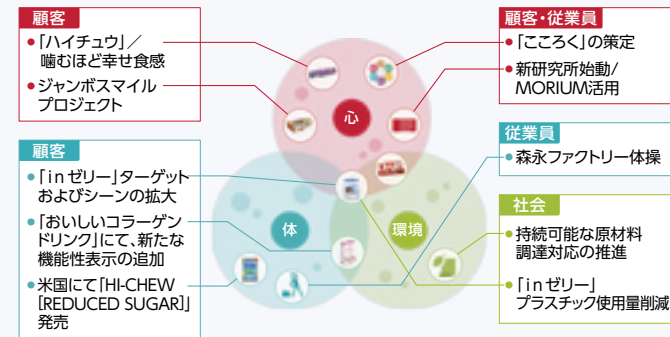 顧客
●「ハイチュウ」／
噛むほど幸せ食感
●ジャンボスマイル
プロジェクト
顧客
●「inゼリー」ターゲット
およびシーンの拡大
●「おいしいコラーゲン
ドリンク」にて、新たな
機能性表示の追加
●米国にて「HI-CHEW
[REDUCED SUGAR]」
発売
心
体
環境
顧客・従業員
●「こころく」の策定
●新研究所始動/
MORIUM活用
従業員
●森永ファクトリー体操
社会
●持続可能な原材料
調達対応の推進
●「inゼリー」
プラスチック使用量削減